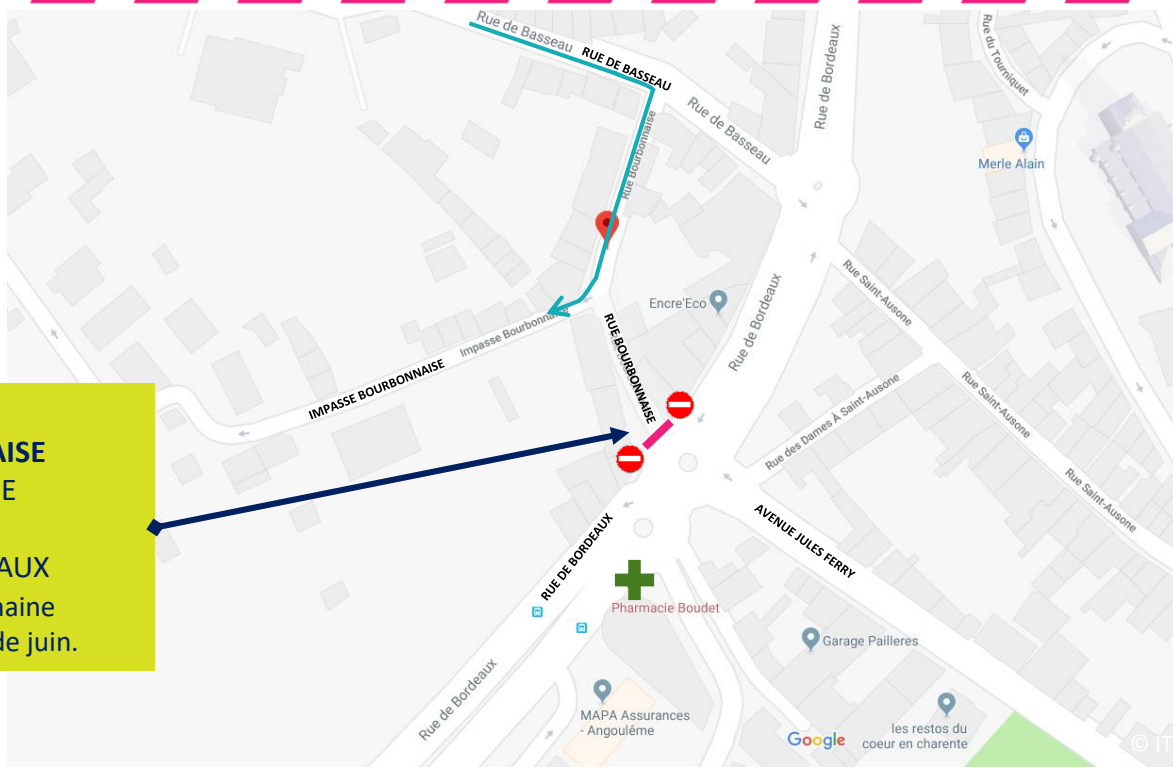 Rue de Basseau
RUE DE BASSEAU
Rue de Basseau
Rue de Bordeaux
Rue du Tourniquet
Merle Alain
Rue Bourbonnaise
Encre'Eco
Rue de Bordeaux
Rue Saint-Ausone
Impasse Bourbonnaise
RUE BOURBONNAISE
IMPASSE BOURBONNAISE
Rue des Dames À Saint-Ausone
Rue Saint-Ausone
Rue Saint-Ausone
AISE
E
AUX
naine
de juin.
RUE DE BORDEAUX
AVENUE JULES FERRY
Pharmacie Boudet
Garage Pailleres
Rue de Bordeaux
MAPA Assurances
- Angoulême
Google
les restos du
coeur en charente
© IT